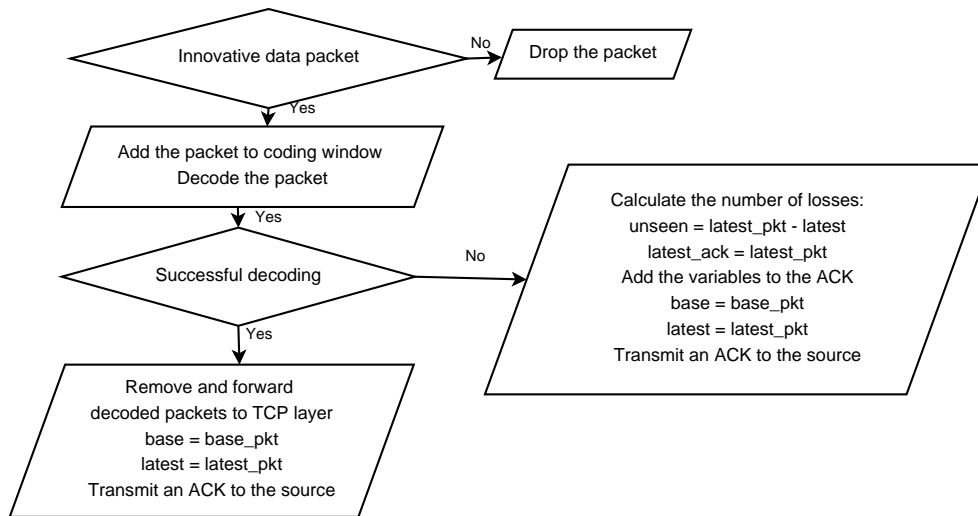 Innovative data packet
No
Drop the packet
Yes
Add the packet to coding window
Decode the packet
Yes
Successful decoding
No
Calculate the number of losses:
unseen = latest_pkt - latest
latest_ack = latest_pkt
Add the variables to the ACK
base = base_pkt
latest = latest_pkt
Transmit an ACK to the source
Yes
Remove and forward
decoded packets to TCP layer
base = base_pkt
latest = latest_pkt
Transmit an ACK to the source